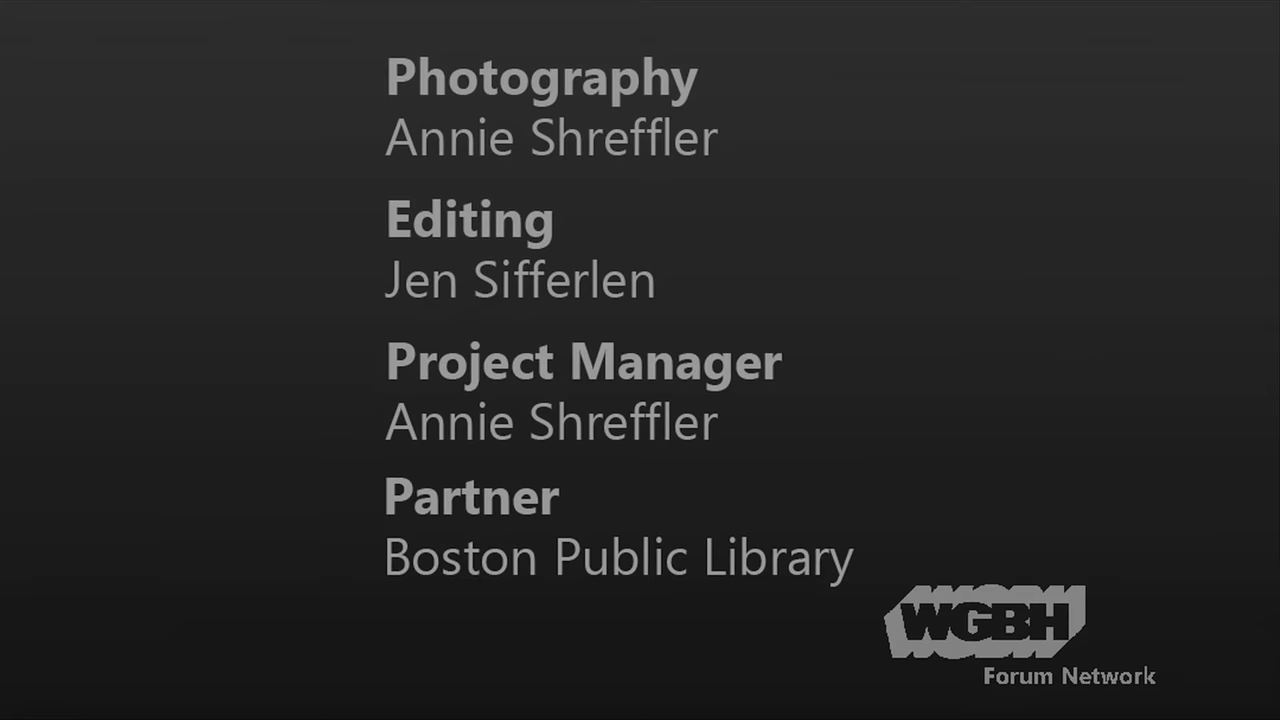 Photography
Annie Shreffler
Editing
Jen Sifferlen
Project Manager
Annie Shreffler
Partner
Boston Public Library
WGBH
Forum Network